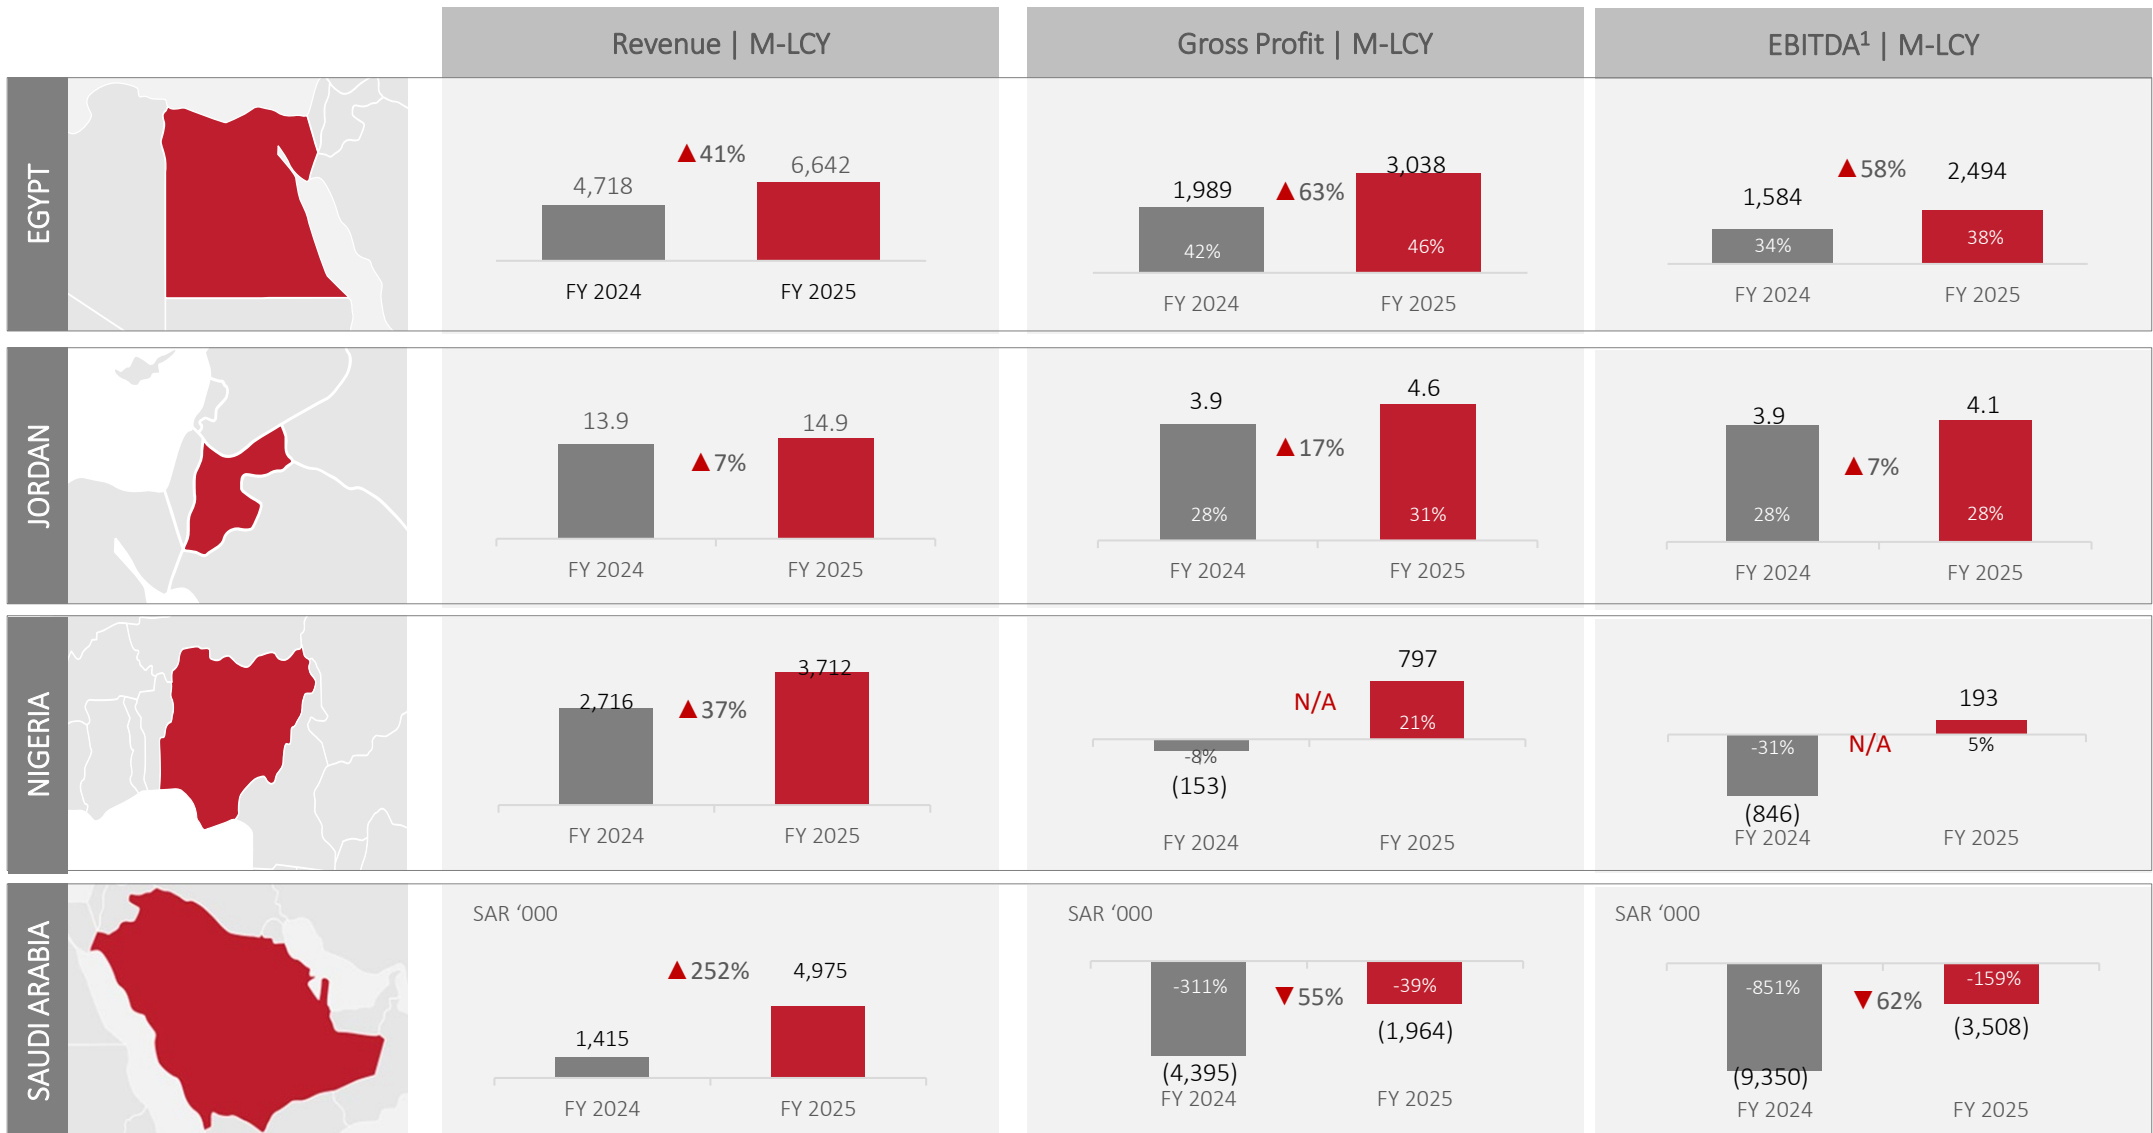 Revenue | M-LCY
Gross Profit | M-LCY
EBITDA¹ | M-LCY
EGYPT
4,718
▲41%
6,642
FY 2024
FY 2025
1,989
▲63%
3,038
42%
46%
FY 2024
FY 2025
1,584
▲58%
2,494
34%
38%
FY 2024
FY 2025
JORDAN
13.9
▲7%
14.9
FY 2024
FY 2025
3.9
▲17%
4.6
28%
31%
FY 2024
FY 2025
3.9
▲7%
4.1
28%
28%
FY 2024
FY 2025
NIGERIA
2,716
▲37%
3,712
FY 2024
FY 2025
N/A
797
21%
-8%
(153)
FY 2024
FY 2025
193
-31%
N/A
5%
(846)
FY 2024
FY 2025
SAUDI ARABIA
SAR ‘000
1,415
▲252%
4,975
FY 2024
FY 2025
SAR ‘000
-311%
▼55%
-39%
(4,395)
(1,964)
FY 2024
FY 2025
SAR ‘000
-851%
▼62%
-159%
(9,350)
(3,508)
FY 2024
FY 2025